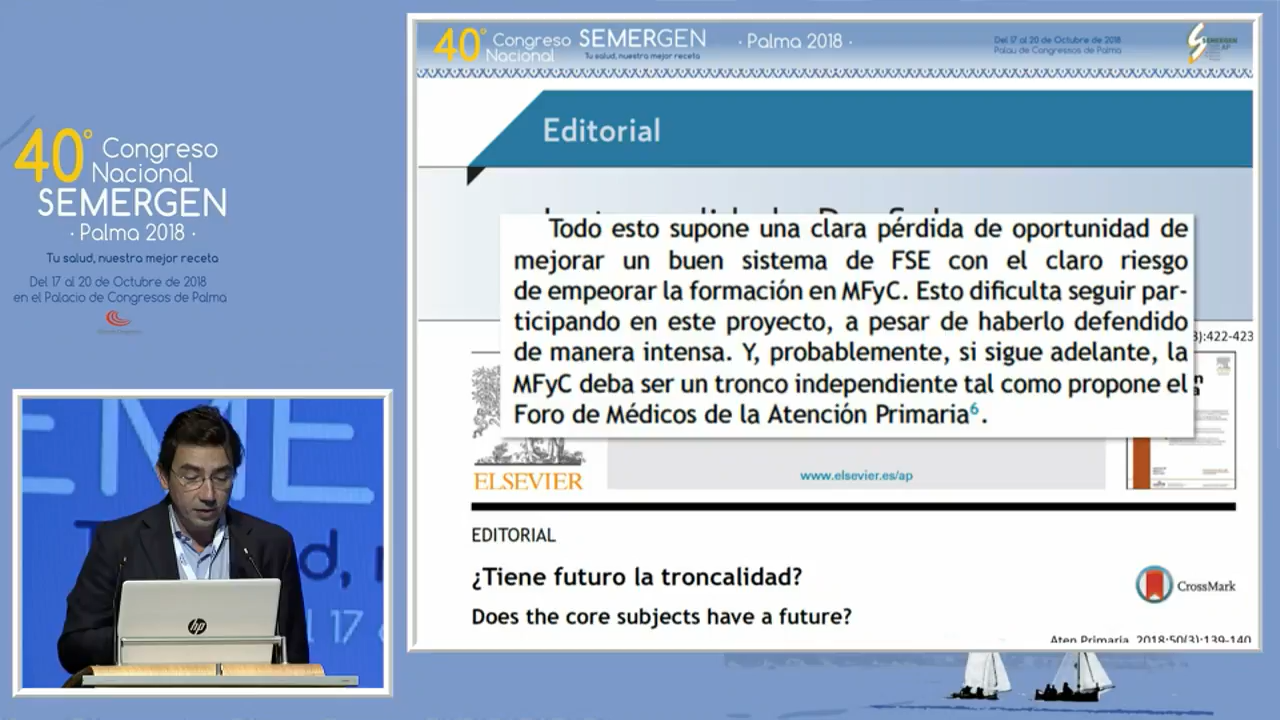 40° Congreso
Nacional
SEMERGEN
· Palma 2018 ·
Tu salud, nuestra mejor receta
Del 17 al 20 de Octubre de 2018
en el Palacio de Congresos de Palma
40° Congreso Nacional SEMERGEN · Palma 2018 ·
Tu salud, nuestra mejor receta
Del 17 al 20 de Octubre de 2018
Palau de Congressos de Palma
Editorial
Todo esto supone una clara pérdida de oportunidad de
mejorar un buen sistema de FSE con el claro riesgo
de empeorar la formación en MFyC. Esto dificulta seguir par-
ticipando en este proyecto, a pesar de haberlo defendido
de manera intensa. Y, probablemente, si sigue adelante, la
MFyC deba ser un tronco independiente tal como propone el
Foro de Médicos de la Atención Primaria6.
3):422-423
ELSEVIER
www.elsevier.es/ap
EDITORIAL
¿Tiene futuro la troncalidad?
CrossMark
Does the core subjects have a future?
Aten Primaria. 2018;50(3):139-140
EME
d,
l 17
hp